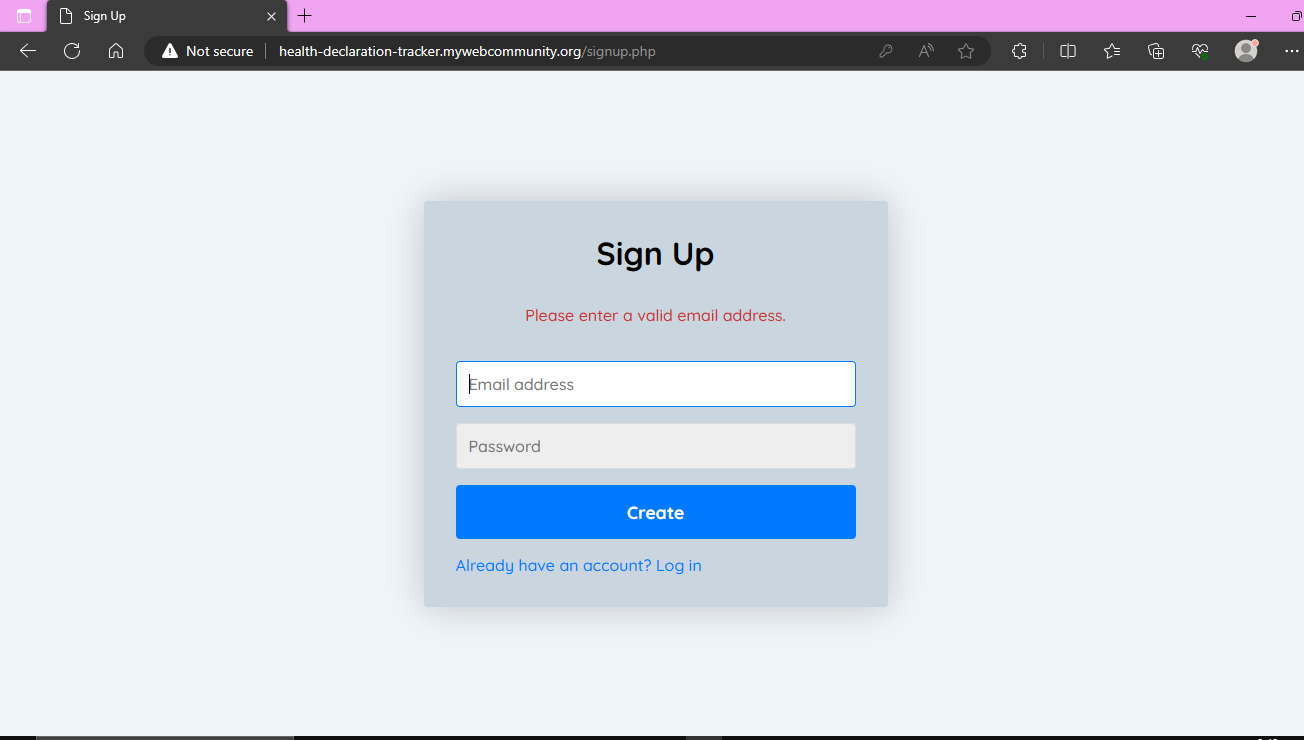 Sign Up
Not secure
health-declaration-tracker.mywebcommunity.org/signup.php
Sign Up
Please enter a valid email address.
Email address
Password
Create
Already have an account? Log in